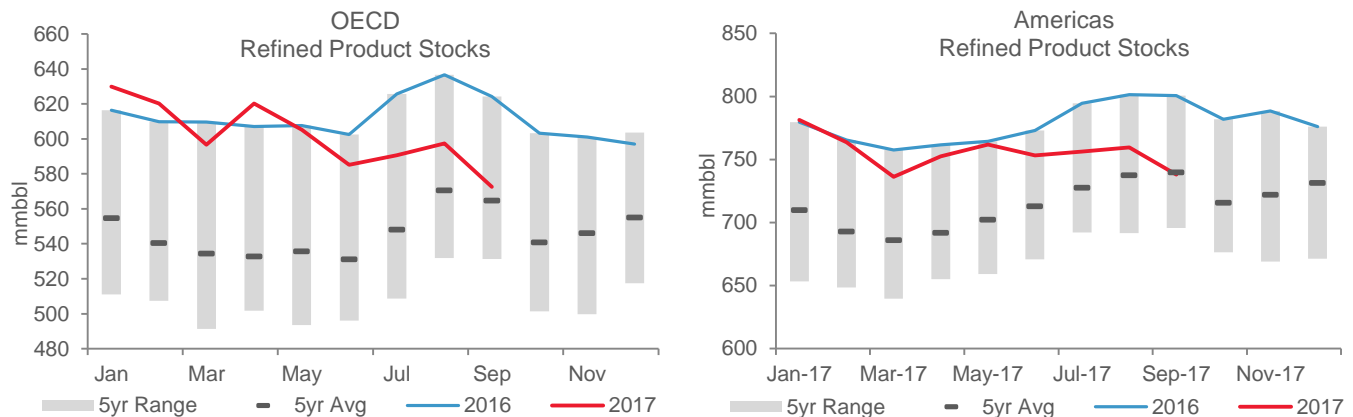 OECD
Refined Product Stocks
660
640
620
600
580
560
540
520
500
480
mmbbl
Jan Mar May Jul Sep Nov
5yr Range 5yr Avg 2016 2017
Americas
Refined Product Stocks
850
800
750
700
650
600
mmbbl
Jan-17 Mar-17 May-17 Jul-17 Sep-17 Nov-17
5yr Range 5yr Avg 2016 2017